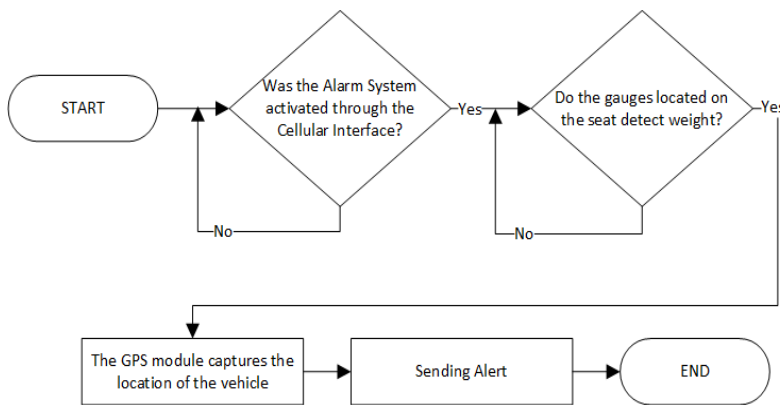 START
Was the Alarm System
activated through the
Cellular Interface?
Yes
No
Do the gauges located on
the seat detect weight?
Yes
No
The GPS module captures the
location of the vehicle
Sending Alert
END